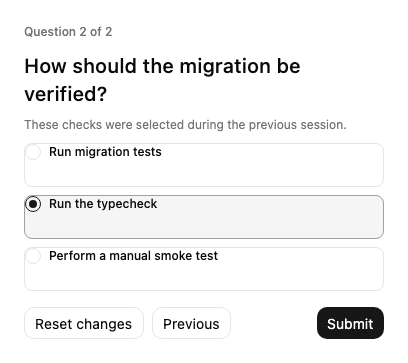 Question 2 of 2
How should the migration be
verified?
These checks were selected during the previous session.
Run migration tests
Run the typecheck
Perform a manual smoke test
Reset changes Previous Submit